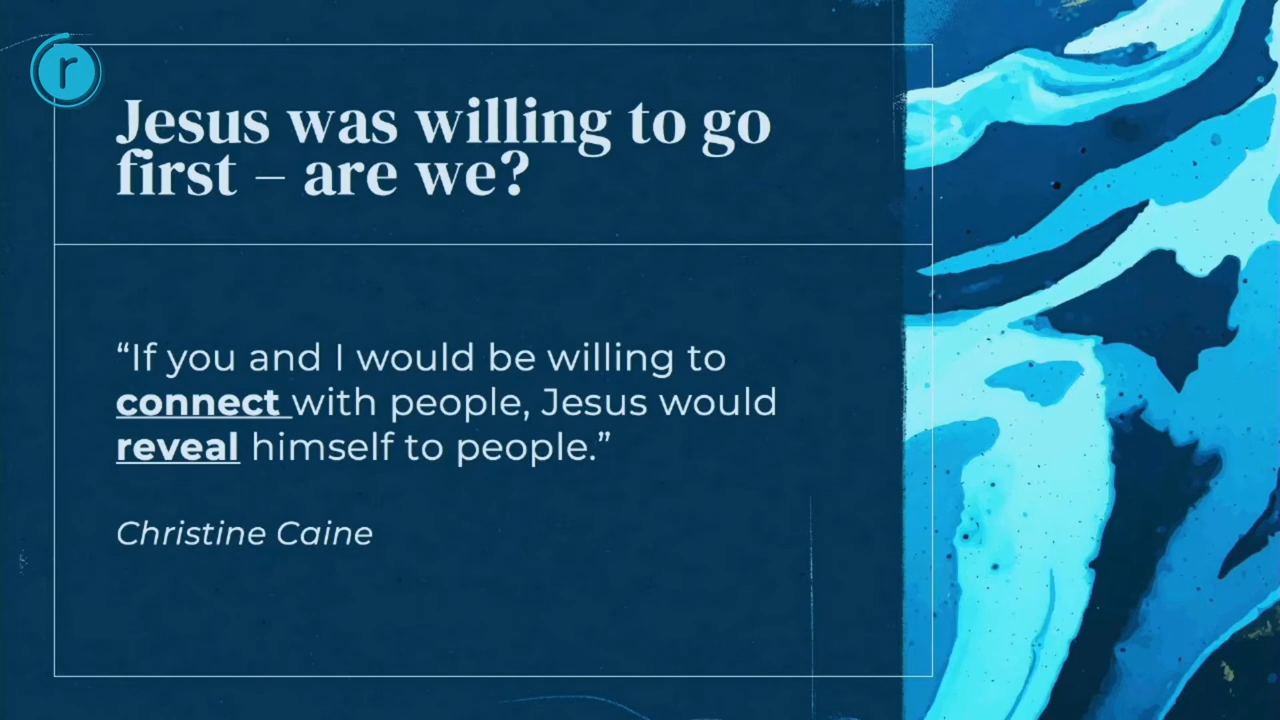 r
Jesus was willing to go
first – are we?
“If you and I would be willing to
connect with people, Jesus would
reveal himself to people.”
Christine Caine